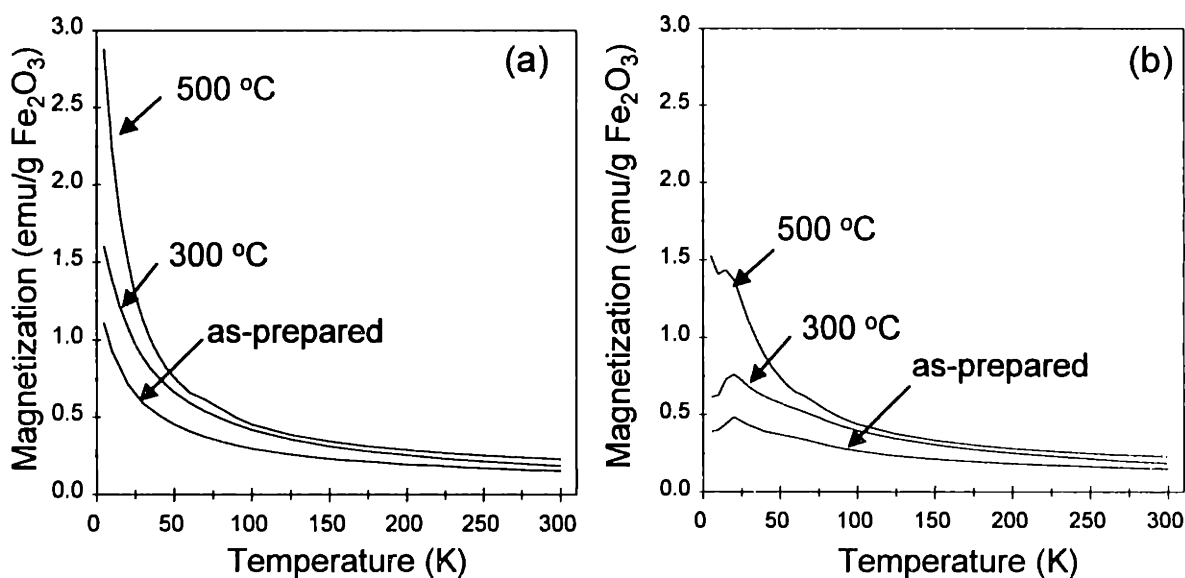 (a)
Magnetization (emu/g Fe₂O₃)
3.0
2.5
2.0
1.5
1.0
0.5
0.0
500 °C
300 °C
as-prepared
0 50 100 150 200 250 300
Temperature (K)
(b)
Magnetization (emu/g Fe₂O₃)
3.0
2.5
2.0
1.5
1.0
0.5
0.0
500 °C
300 °C
as-prepared
0 50 100 150 200 250 300
Temperature (K)